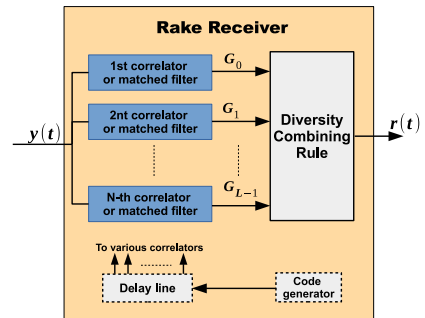 Rake Receiver
1st correlator
or matched filter
G0
2nt correlator
or matched filter
G1
y(t)
Diversity
Combining
Rule
r(t)
N-th correlator
or matched filter
GL−1
To various correlators
Delay line
Code
generator